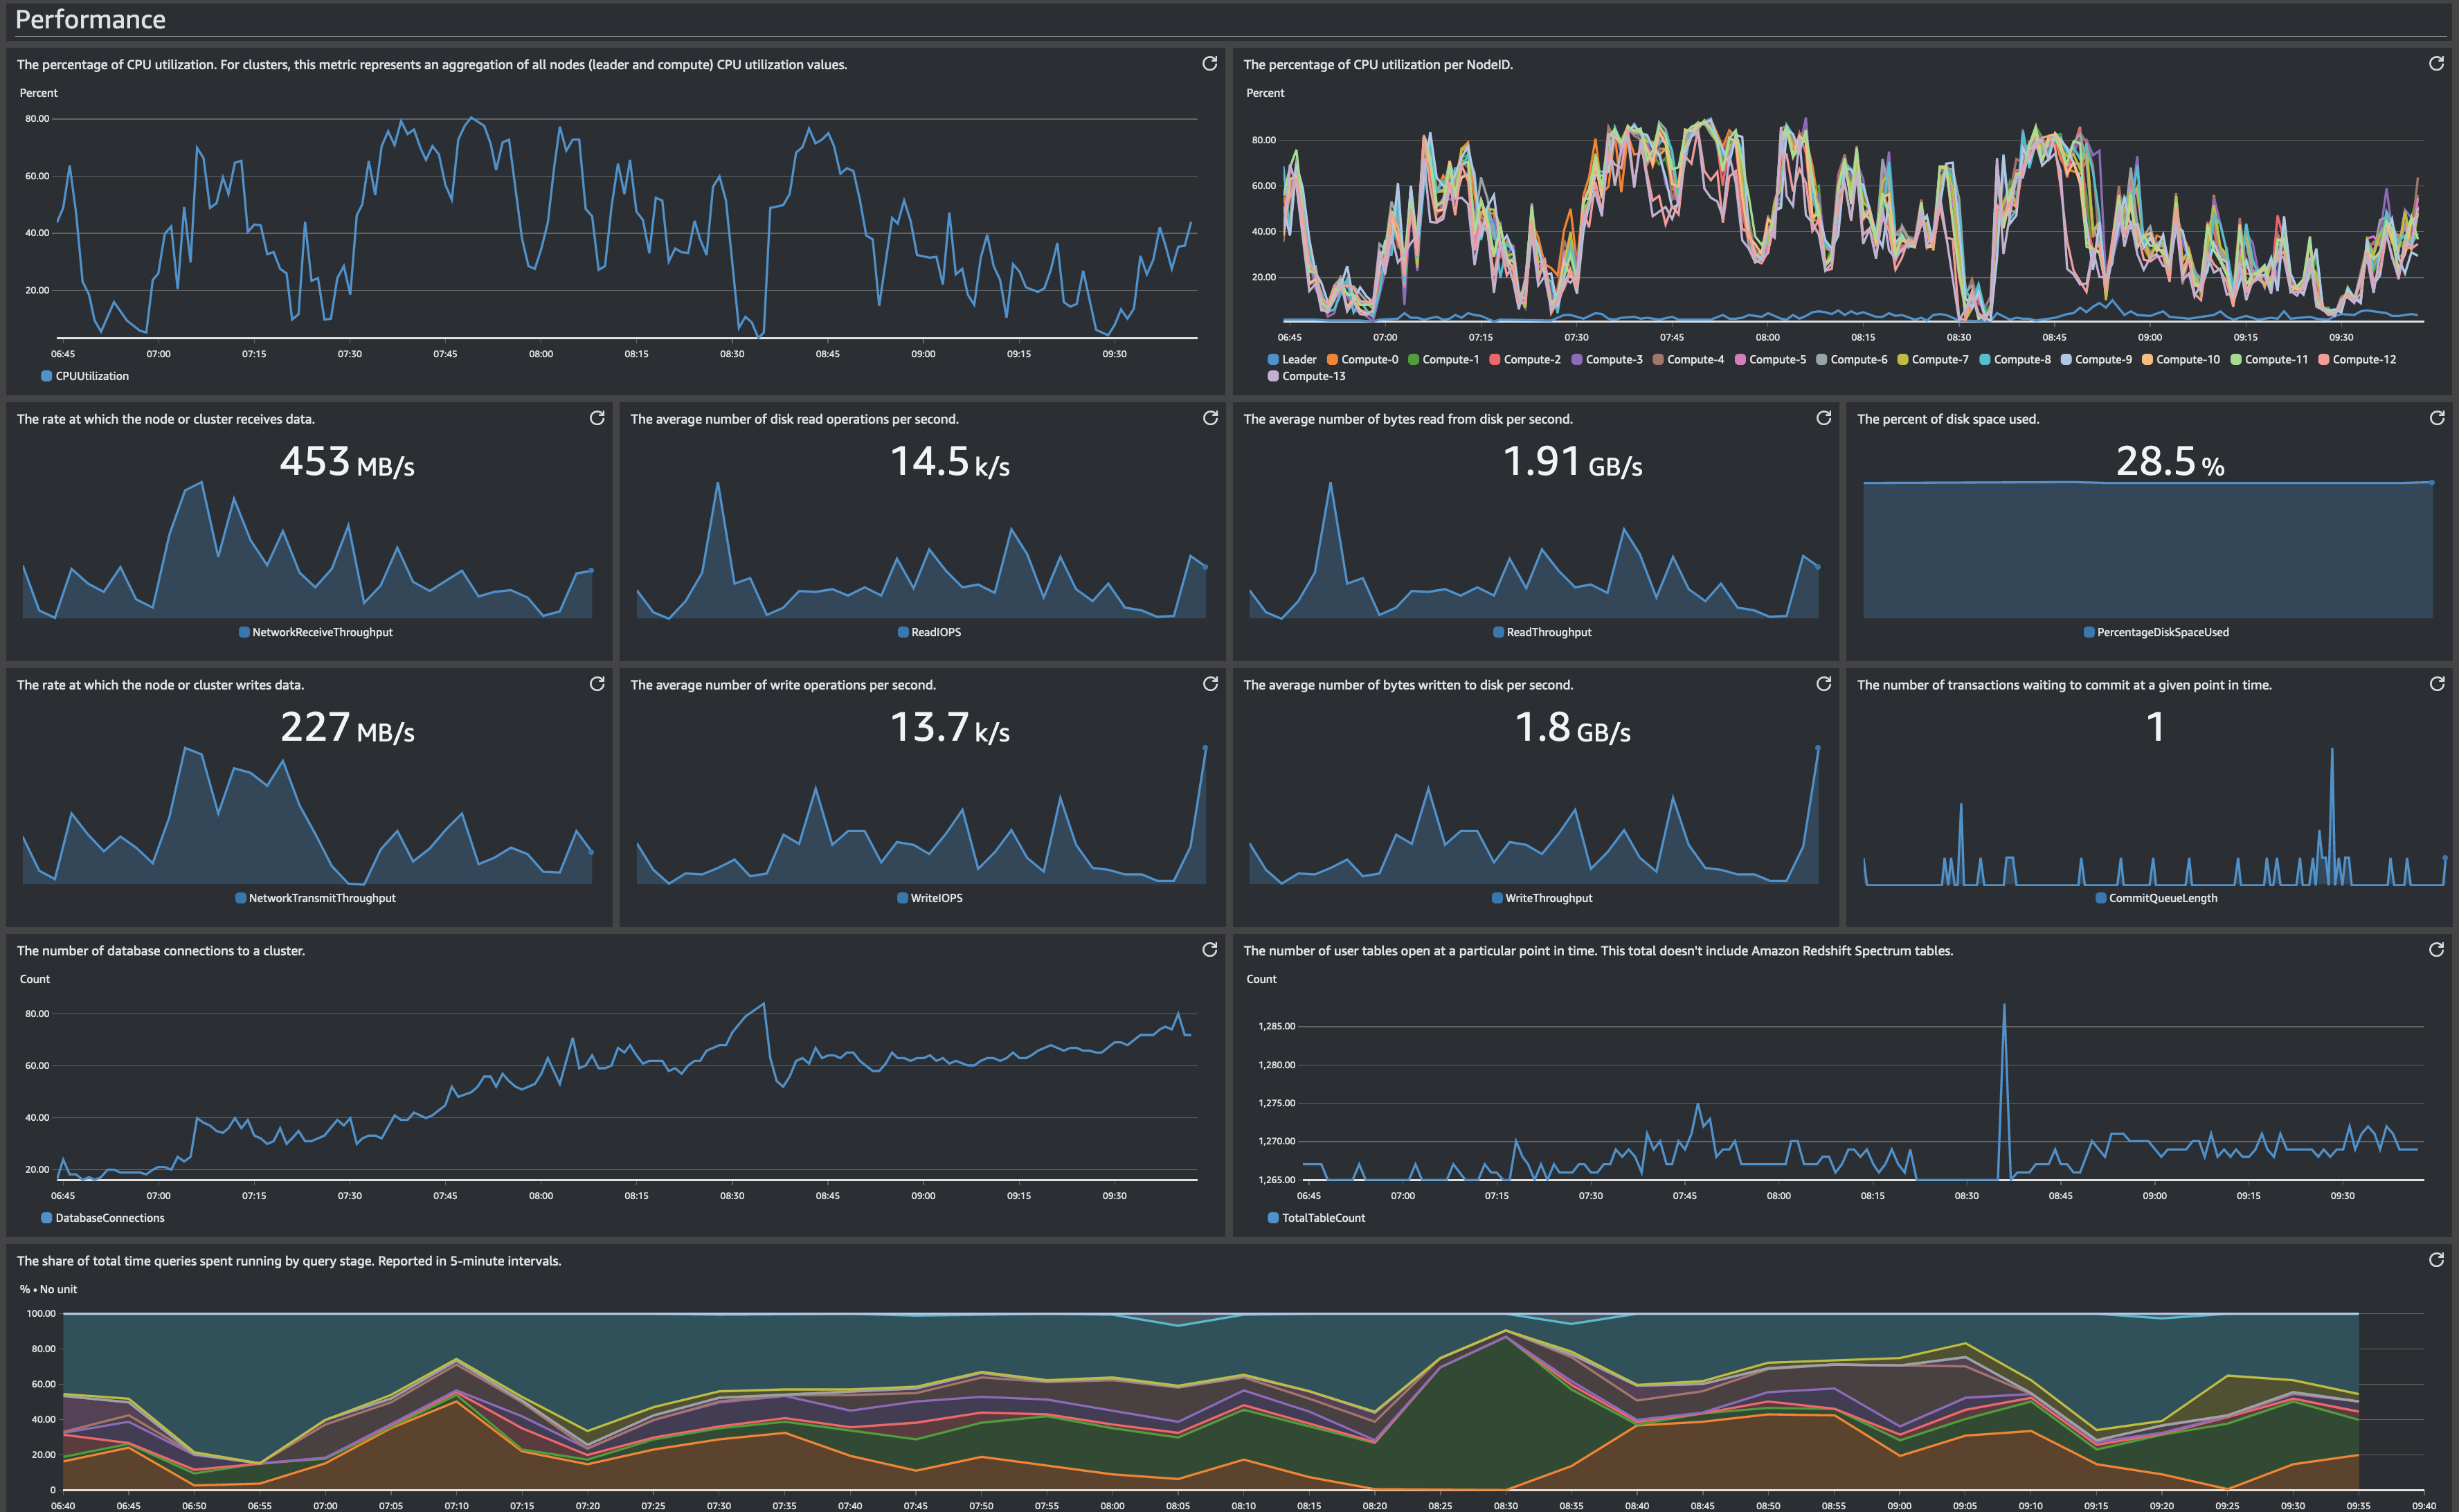 Performance
The percentage of CPU utilization. For clusters, this metric represents an aggregation of all nodes (leader and compute) CPU utilization values.
Percent
80.00
60.00
40.00
20.00
06:45 07:00 07:15 07:30 07:45 08:00 08:15 08:30 08:45 09:00 09:15 09:30
CPUUtilization
The percentage of CPU utilization per NodeID.
Percent
80.00
60.00
40.00
20.00
06:45 07:00 07:15 07:30 07:45 08:00 08:15 08:30 08:45 09:00 09:15 09:30
Leader Compute-0 Compute-1 Compute-2 Compute-3 Compute-4 Compute-5 Compute-6 Compute-7 Compute-8 Compute-9 Compute-10 Compute-11 Compute-12
Compute-13
The rate at which the node or cluster receives data.
453 MB/s
NetworkReceiveThroughput
The average number of disk read operations per second.
14.5 k/s
ReadIOPS
The average number of bytes read from disk per second.
1.91 GB/s
ReadThroughput
The percent of disk space used.
28.5 %
PercentageDiskSpaceUsed
The rate at which the node or cluster writes data.
227 MB/s
NetworkTransmitThroughput
The average number of write operations per second.
13.7 k/s
WriteIOPS
The average number of bytes written to disk per second.
1.8 GB/s
WriteThroughput
The number of transactions waiting to commit at a given point in time.
1
CommitQueueLength
The number of database connections to a cluster.
Count
80.00
60.00
40.00
20.00
06:45 07:00 07:15 07:30 07:45 08:00 08:15 08:30 08:45 09:00 09:15 09:30
DatabaseConnections
The number of user tables open at a particular point in time. This total doesn't include Amazon Redshift Spectrum tables.
Count
1,285.00
1,280.00
1,275.00
1,270.00
1,265.00
06:45 07:00 07:15 07:30 07:45 08:00 08:15 08:30 08:45 09:00 09:15 09:30
TotalTableCount
The share of total time queries spent running by query stage. Reported in 5-minute intervals.
% • No unit
100.00
80.00
60.00
40.00
20.00
0
06:40 06:45 06:50 06:55 07:00 07:05 07:10 07:15 07:20 07:25 07:30 07:35 07:40 07:45 07:50 07:55 08:00 08:05 08:10 08:15 08:20 08:25 08:30 08:35 08:40 08:45 08:50 08:55 09:00 09:05 09:10 09:15 09:20 09:25 09:30 09:35 09:40